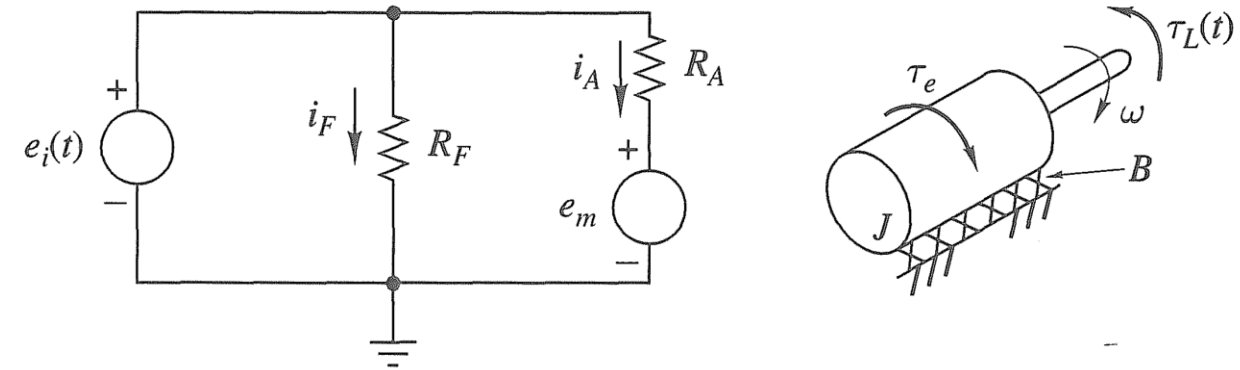 +
e_i(t)
−
i_F
R_F
i_A
R_A
+
e_m
−
τ_e
τ_L(t)
ω
B
J